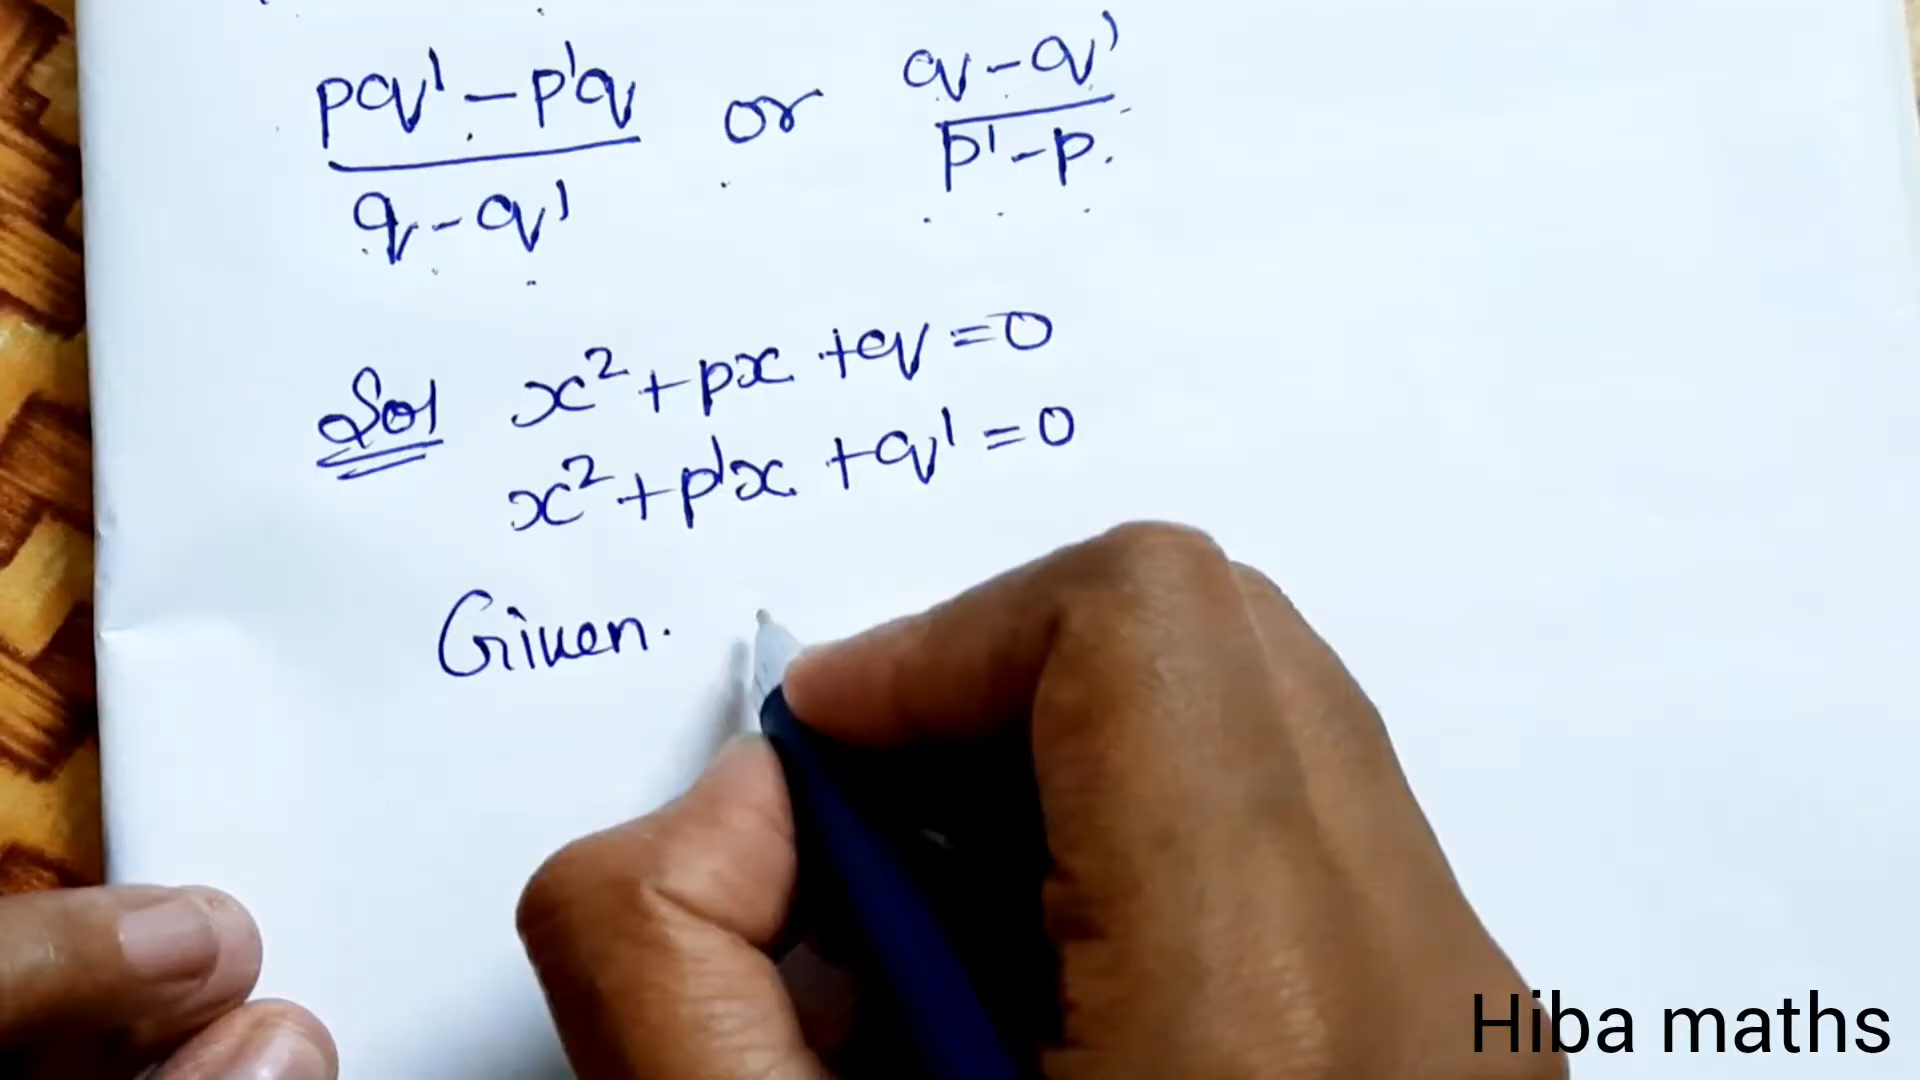 pq' - p'q / q - q' or q - q' / p' - p.
Sol x² + px + q = 0
x² + p'x + q' = 0
Given.
Hiba maths